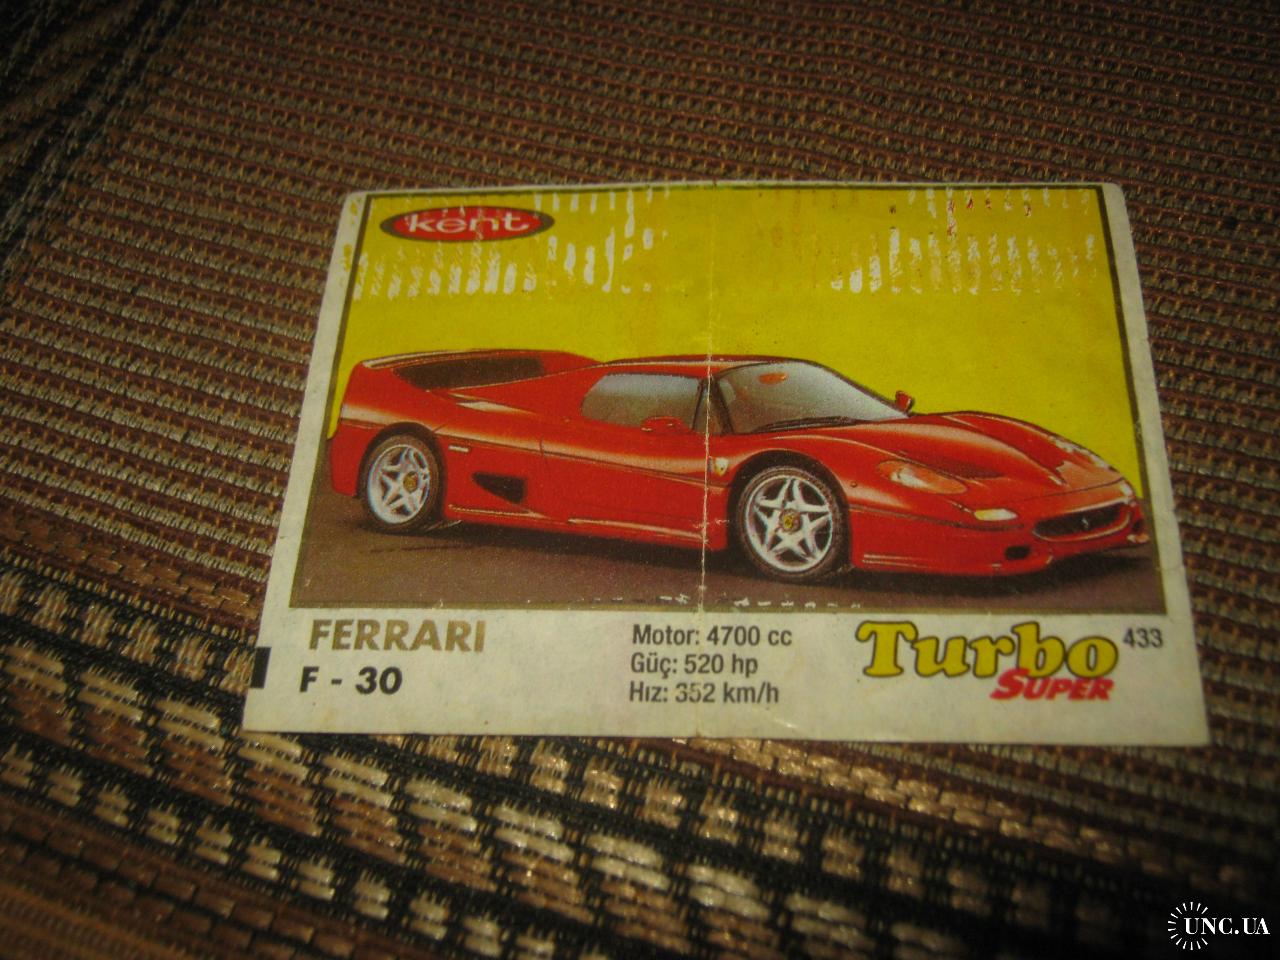 kent
FERRARI
F - 30
Motor: 4700 cc
Güç: 520 hp
Hız: 352 km/h
Turbo
SUPER
433
UNC.UA